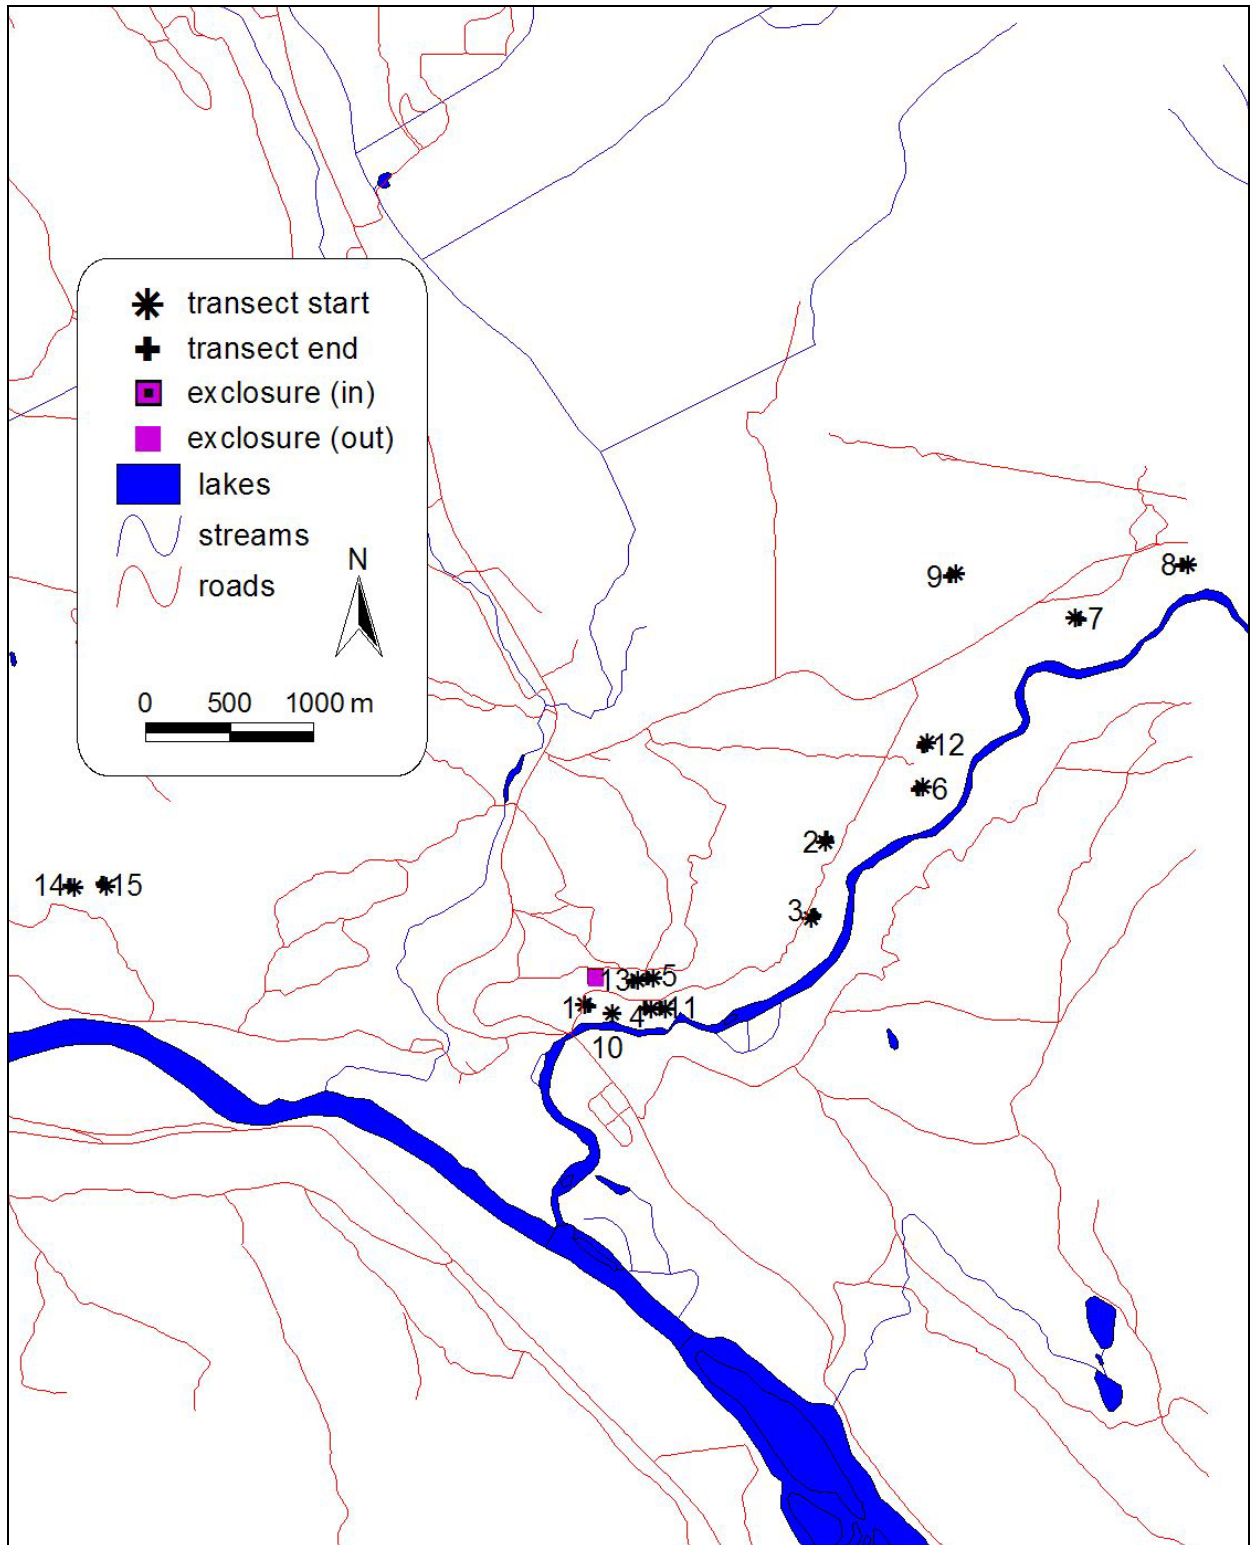 transect start
transect end
exclosure (in)
exclosure (out)
lakes
streams
N
roads
0 500 1000 m
8
9
7
12
6
2
14 15
3
13 5
1 4 11
10